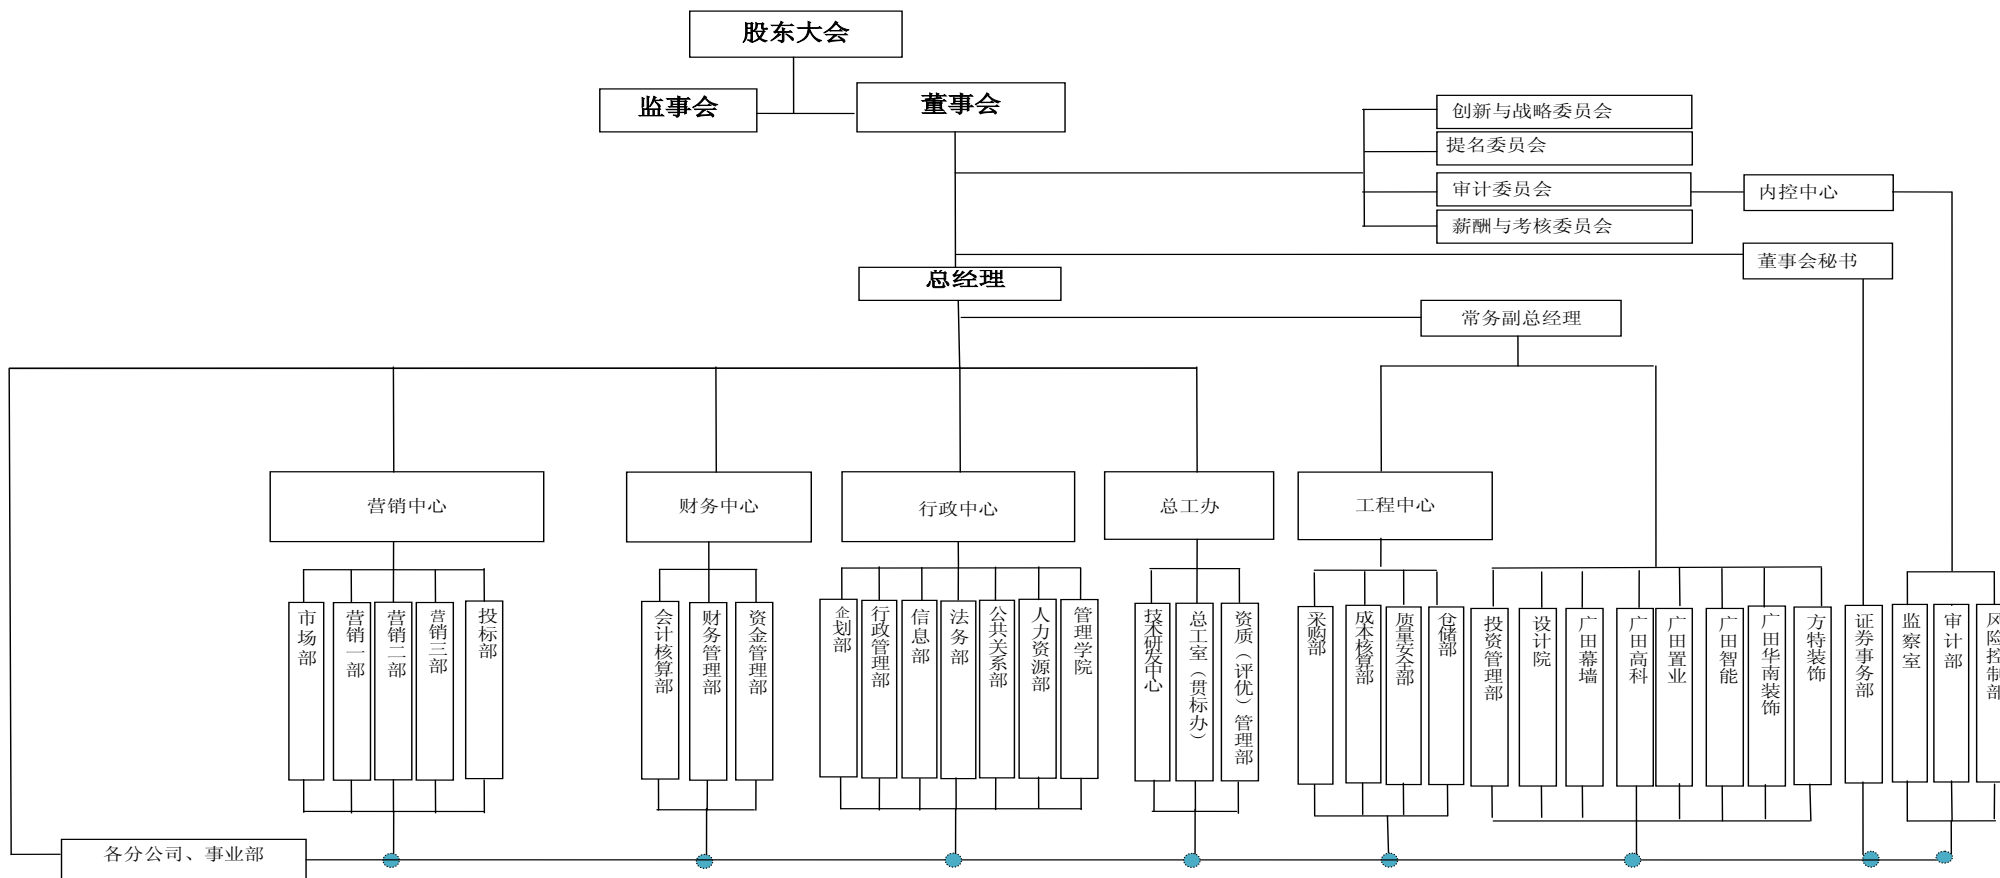 股东大会
监事会
董事会
创新与战略委员会
提名委员会
审计委员会
内控中心
薪酬与考核委员会
董事会秘书
总经理
常务副总经理
营销中心
财务中心
行政中心
总工办
工程中心
市场部
营销一部
营销二部
营销三部
投标部
会计核算部
财务管理部
资金管理部
企划部
行政管理部
信息部
法务部
公共关系部
人力资源部
管理学院
技术研发中心
总工室（贯标办）
资质（评优）管理部
采购部
成本核算部
质量安全部
仓储部
投资管理部
设计院
广田幕墙
广田高科
广田置业
广田智能
广田华南装饰
方特装饰
证券事务部
监察室
审计部
风险控制部
各分公司、事业部